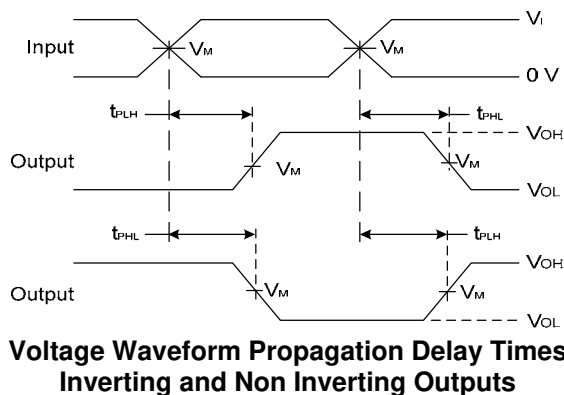 VI
Input VM VM
0 V
tPLH tPHL
VOH
Output VM VM
VOL
tPHL tPLH
VOH
Output VM VM
VOL
Voltage Waveform Propagation Delay Times
Inverting and Non Inverting Outputs